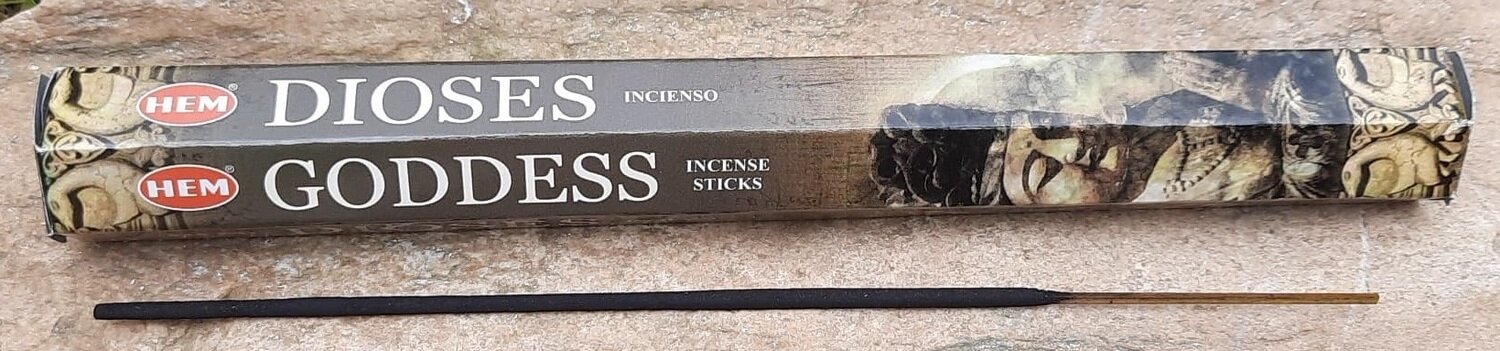 HEM®
DIOSES
INCIENSO
HEM®
GODDESS
INCENSE
STICKS